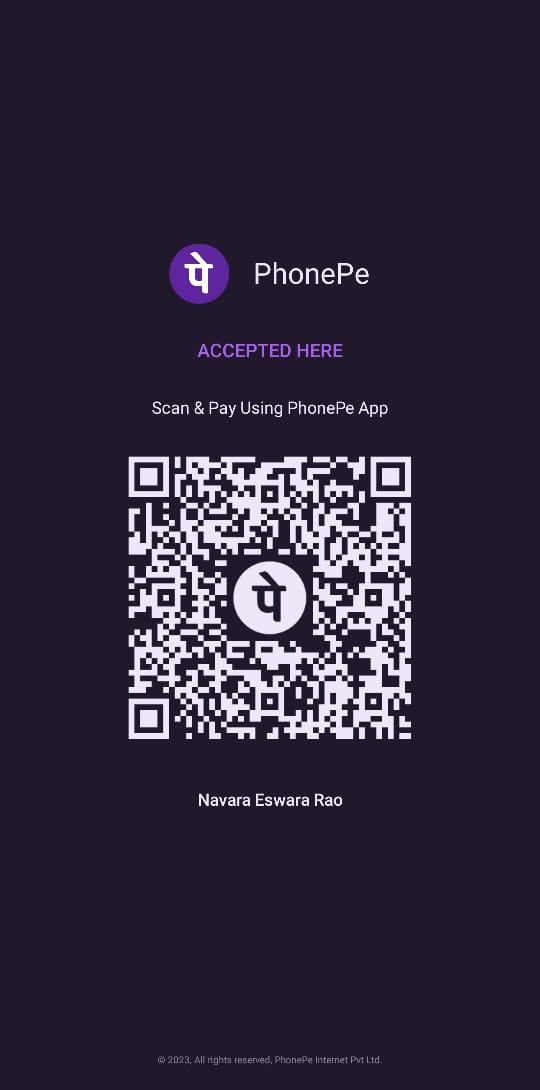 पे PhonePe
ACCEPTED HERE
Scan & Pay Using PhonePe App
पे
Navara Eswara Rao
© 2023, All rights reserved, PhonePe Internet Pvt Ltd.